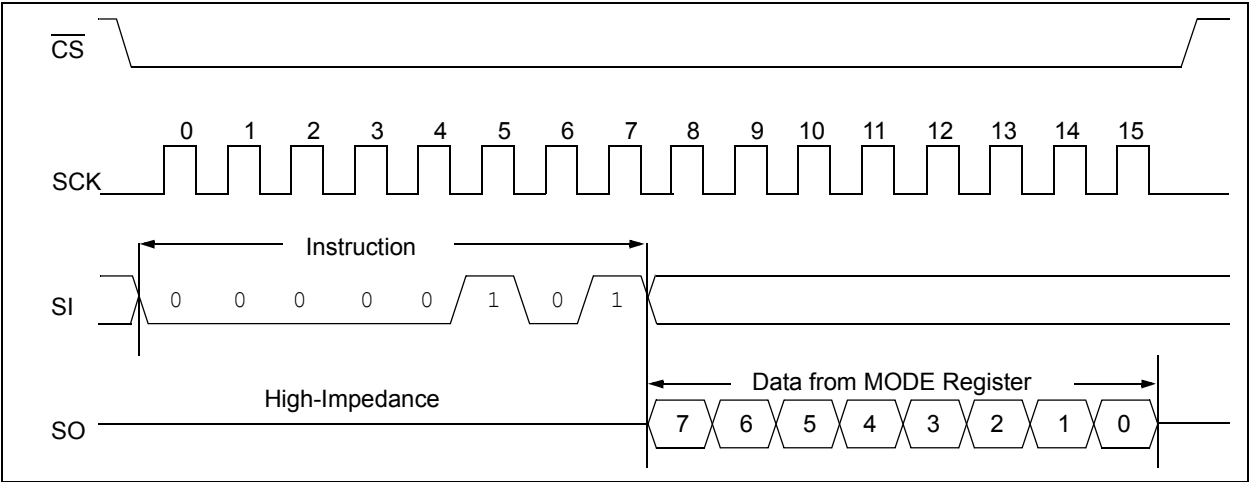 CS
0 1 2 3 4 5 6 7 8 9 10 11 12 13 14 15
SCK
Instruction
SI 0 0 0 0 0 1 0 1
Data from MODE Register
High-Impedance
SO 7 6 5 4 3 2 1 0